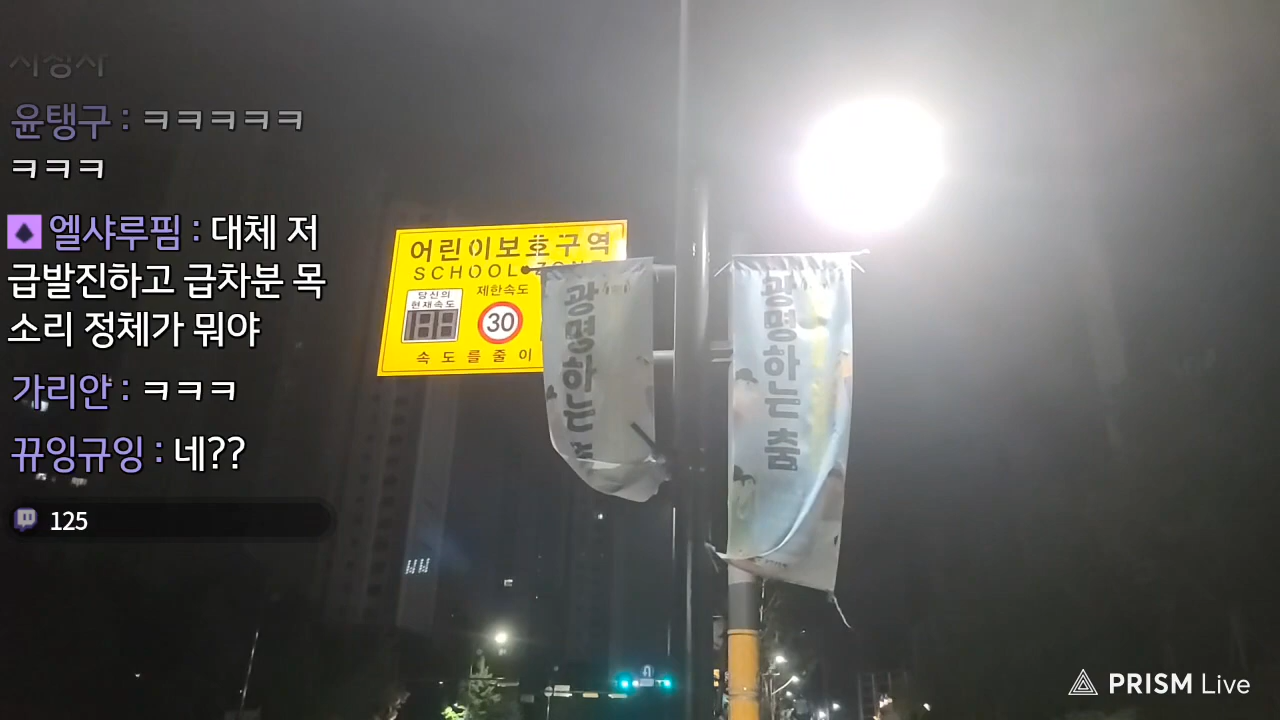 윤탱구 : ㅋㅋㅋㅋㅋ
ㅋㅋㅋ
엘샤루핌 : 대체 저
급발진하고 급차분 목
소리 정체가 뭐야
가리안 : ㅋㅋㅋ
뀨잉규잉 : 네??
125
어린이보호구역
SCHOOL ZONE
당신의
현재속도
제한속도
30
속도를 줄이
광명하는
광명하는 춤
PRISM Live